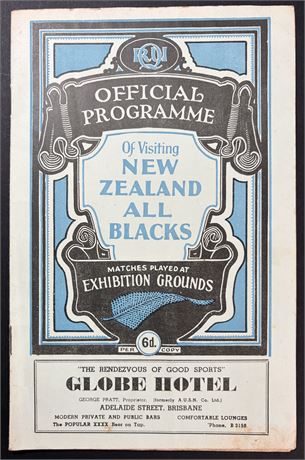 QRU
OFFICIAL
PROGRAMME
Of Visiting
NEW
ZEALAND
ALL
BLACKS
MATCHES PLAYED AT
EXHIBITION GROUNDS
6d.
PER COPY
"THE RENDEZVOUS OF GOOD SPORTS"
GLOBE HOTEL
GEORGE PRATT, Proprietor. (formerly A.U.S.N. Co. Ltd.)
ADELAIDE STREET, BRISBANE
MODERN PRIVATE AND PUBLIC BARS COMFORTABLE LOUNGES
The POPULAR XXXX Beer on Tap. 'Phone, B 3158